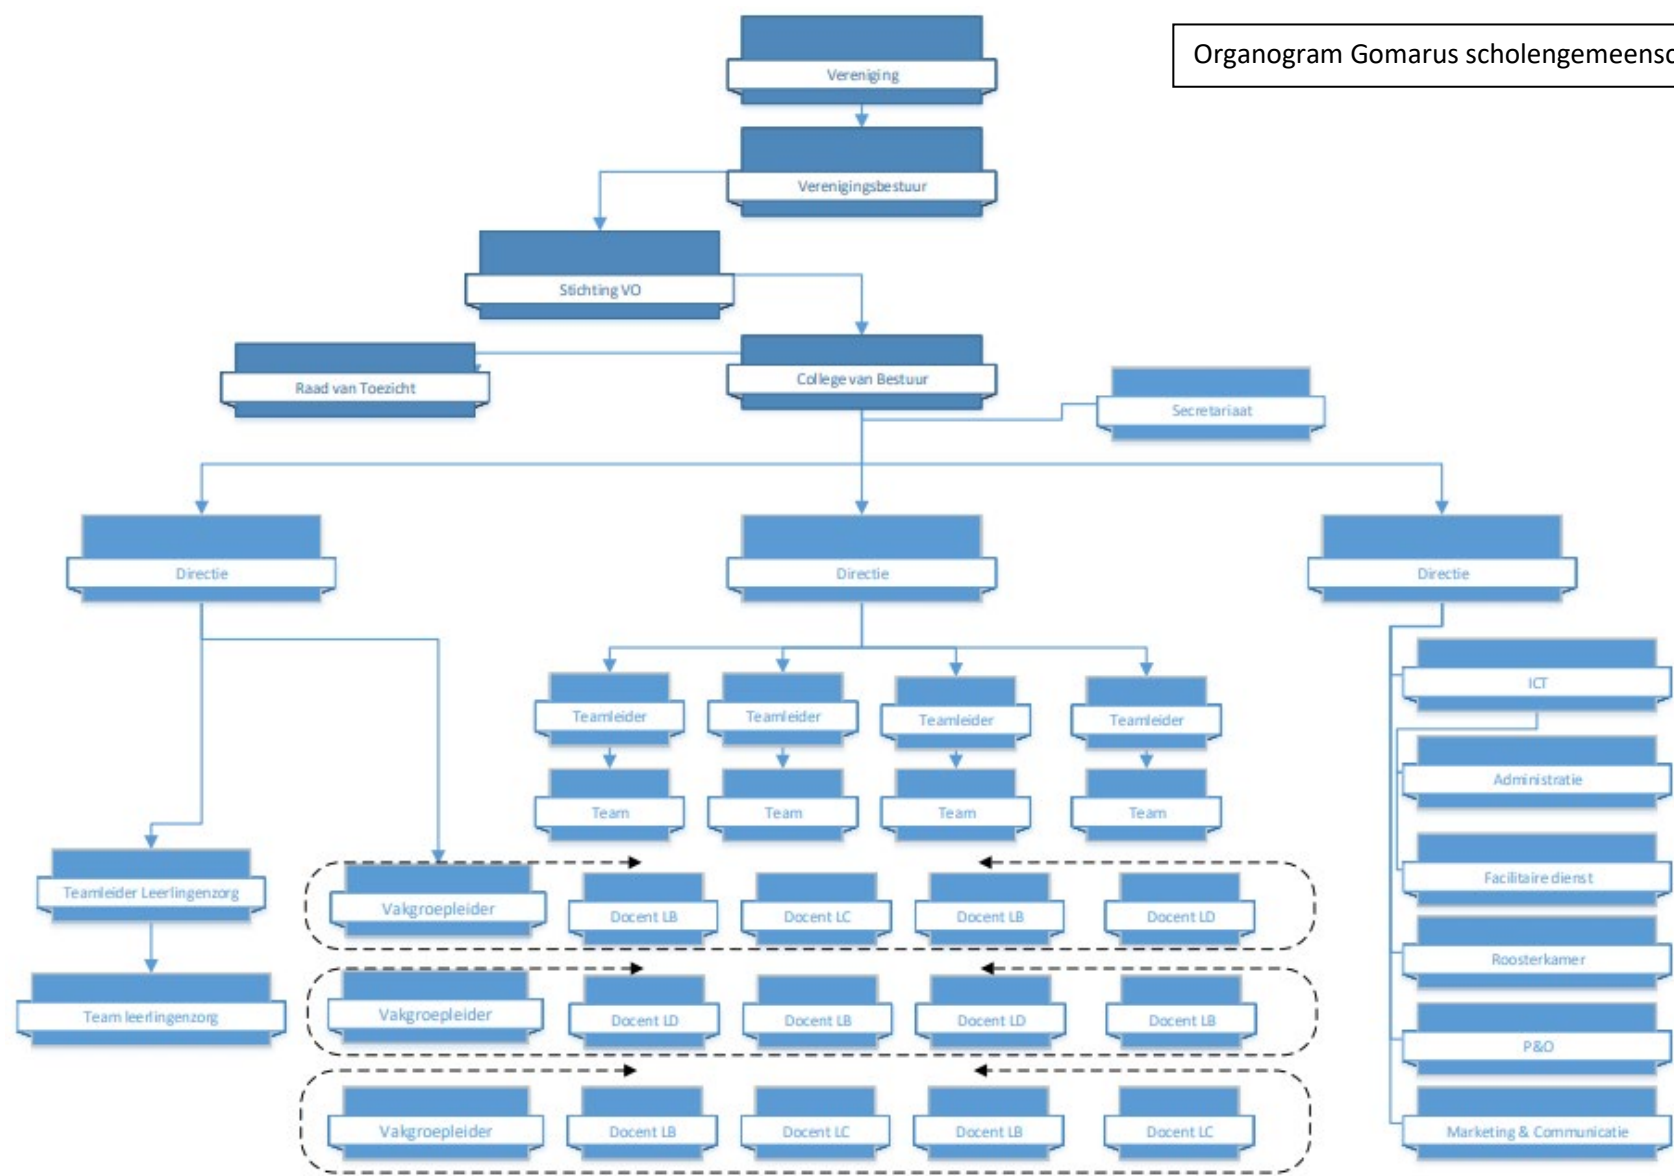 Organogram Gomarus scholengemeensc
Vereniging
Verenigingsbestuur
Stichting VO
Raad van Toezicht
College van Bestuur
Secretariaat
Directie
Directie
Directie
ICT
Teamleider
Teamleider
Teamleider
Teamleider
Administratie
Team
Team
Team
Team
Facilitaire dienst
Teamleider Leerlingenzorg
Vakgroepleider
Docent LB
Docent LC
Docent LB
Docent LD
Roosterkamer
Team leerlingenzorg
Vakgroepleider
Docent LD
Docent LB
Docent LD
Docent LB
P&O
Vakgroepleider
Docent LB
Docent LC
Docent LB
Docent LC
Marketing & Communicatie